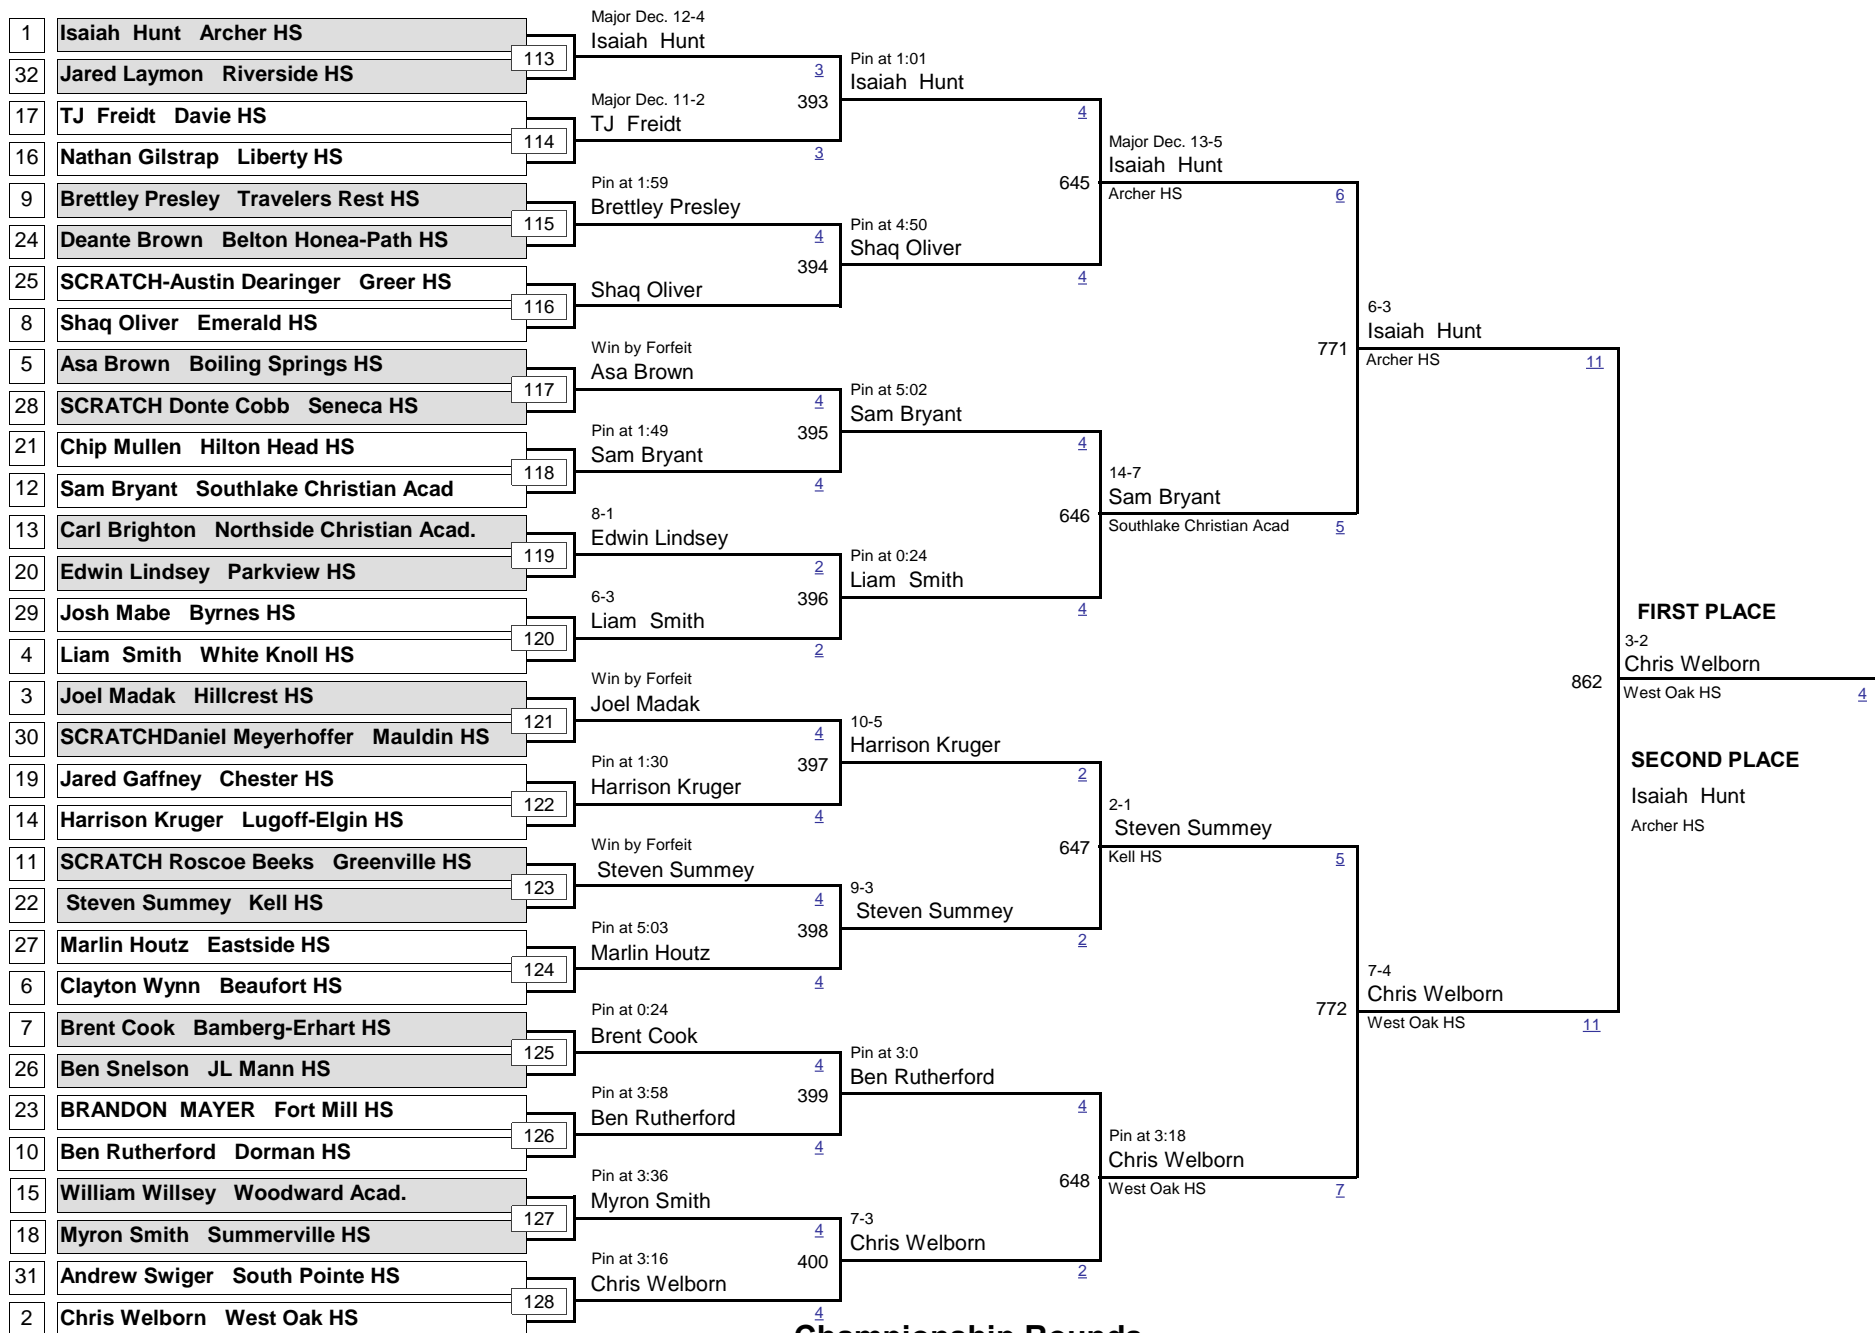 1 Isaiah Hunt Archer HS
32 Jared Laymon Riverside HS
113
17 TJ Freidt Davie HS
16 Nathan Gilstrap Liberty HS
114
9 Brettley Presley Travelers Rest HS
24 Deante Brown Belton Honea-Path HS
115
25 SCRATCH-Austin Dearinger Greer HS
8 Shaq Oliver Emerald HS
116
5 Asa Brown Boiling Springs HS
28 SCRATCH Donte Cobb Seneca HS
117
21 Chip Mullen Hilton Head HS
12 Sam Bryant Southlake Christian Acad
118
13 Carl Brighton Northside Christian Acad.
20 Edwin Lindsey Parkview HS
119
29 Josh Mabe Byrnes HS
4 Liam Smith White Knoll HS
120
3 Joel Madak Hillcrest HS
30 SCRATCHDaniel Meyerhoffer Mauldin HS
121
19 Jared Gaffney Chester HS
14 Harrison Kruger Lugoff-Elgin HS
122
11 SCRATCH Roscoe Beeks Greenville HS
22 Steven Summey Kell HS
123
27 Marlin Houtz Eastside HS
6 Clayton Wynn Beaufort HS
124
7 Brent Cook Bamberg-Erhart HS
26 Ben Snelson JL Mann HS
125
23 BRANDON MAYER Fort Mill HS
10 Ben Rutherford Dorman HS
126
15 William Willsey Woodward Acad.
18 Myron Smith Summerville HS
127
31 Andrew Swiger South Pointe HS
2 Chris Welborn West Oak HS
128
Major Dec. 12-4
Isaiah Hunt
3
393
Major Dec. 11-2
TJ Freidt
3
Pin at 1:59
Brettley Presley
4
394
Shaq Oliver
Win by Forfeit
Asa Brown
4
395
Pin at 1:49
Sam Bryant
4
8-1
Edwin Lindsey
2
396
6-3
Liam Smith
2
Win by Forfeit
Joel Madak
4
397
Pin at 1:30
Harrison Kruger
4
Win by Forfeit
Steven Summey
4
398
Pin at 5:03
Marlin Houtz
4
Pin at 0:24
Brent Cook
4
399
Pin at 3:58
Ben Rutherford
4
Pin at 3:36
Myron Smith
4
400
Pin at 3:16
Chris Welborn
4
Pin at 1:01
Isaiah Hunt
4
645
Pin at 4:50
Shaq Oliver
4
Pin at 5:02
Sam Bryant
4
646
Pin at 0:24
Liam Smith
4
10-5
Harrison Kruger
2
647
9-3
Steven Summey
2
Pin at 3:0
Ben Rutherford
4
648
7-3
Chris Welborn
2
Major Dec. 13-5
Isaiah Hunt
Archer HS
6
771
14-7
Sam Bryant
Southlake Christian Acad
5
2-1
Steven Summey
Kell HS
5
772
Pin at 3:18
Chris Welborn
West Oak HS
7
6-3
Isaiah Hunt
Archer HS
11
862
7-4
Chris Welborn
West Oak HS
11
FIRST PLACE
3-2
Chris Welborn
West Oak HS
4
SECOND PLACE
Isaiah Hunt
Archer HS
Championship Rounds